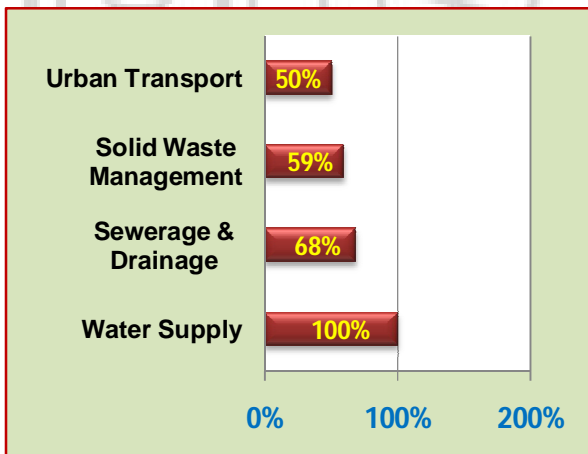 Urban Transport 50%
Solid Waste
Management 59%
Sewerage &
Drainage 68%
Water Supply 100%
0% 100% 200%